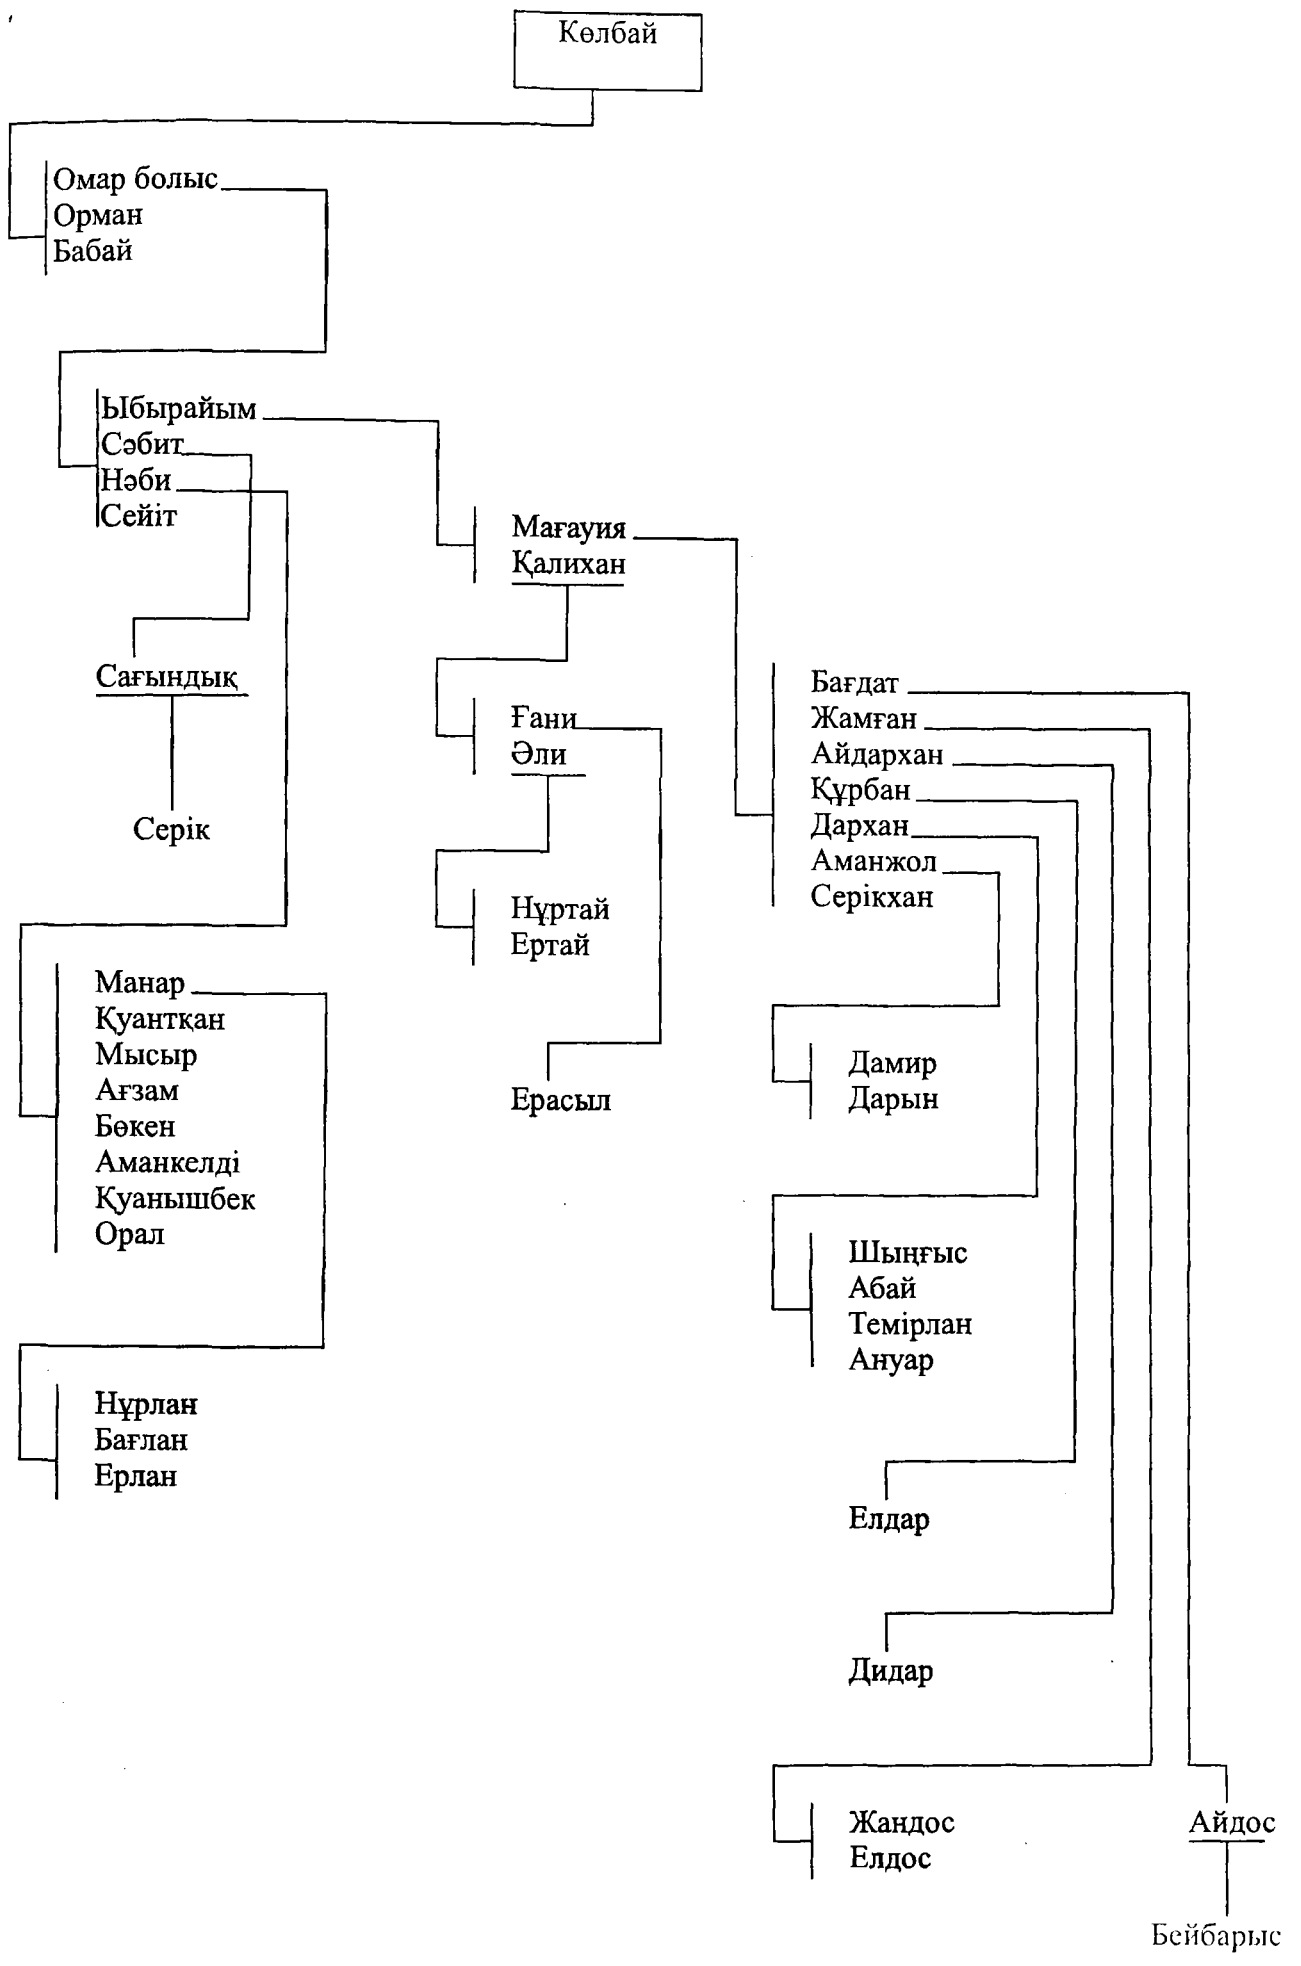 Көлбай
Омар болыс
Орман
Бабай
Ыбырайым
Сәбит
Нәби
Сейіт
Мағауия
Қалихан
Сағындық
Серік
Ғани
Әли
Нұртай
Ертай
Ерасыл
Бағдат
Жамған
Айдархан
Құрбан
Дархан
Аманжол
Серікхан
Манар
Қуантқан
Мысыр
Ағзам
Бөкен
Аманкелді
Қуанышбек
Орал
Нұрлан
Бағлан
Ерлан
Дамир
Дарын
Шыңғыс
Абай
Темірлан
Ануар
Елдар
Дидар
Жандос
Елдос
Айдос
Бейбарыс